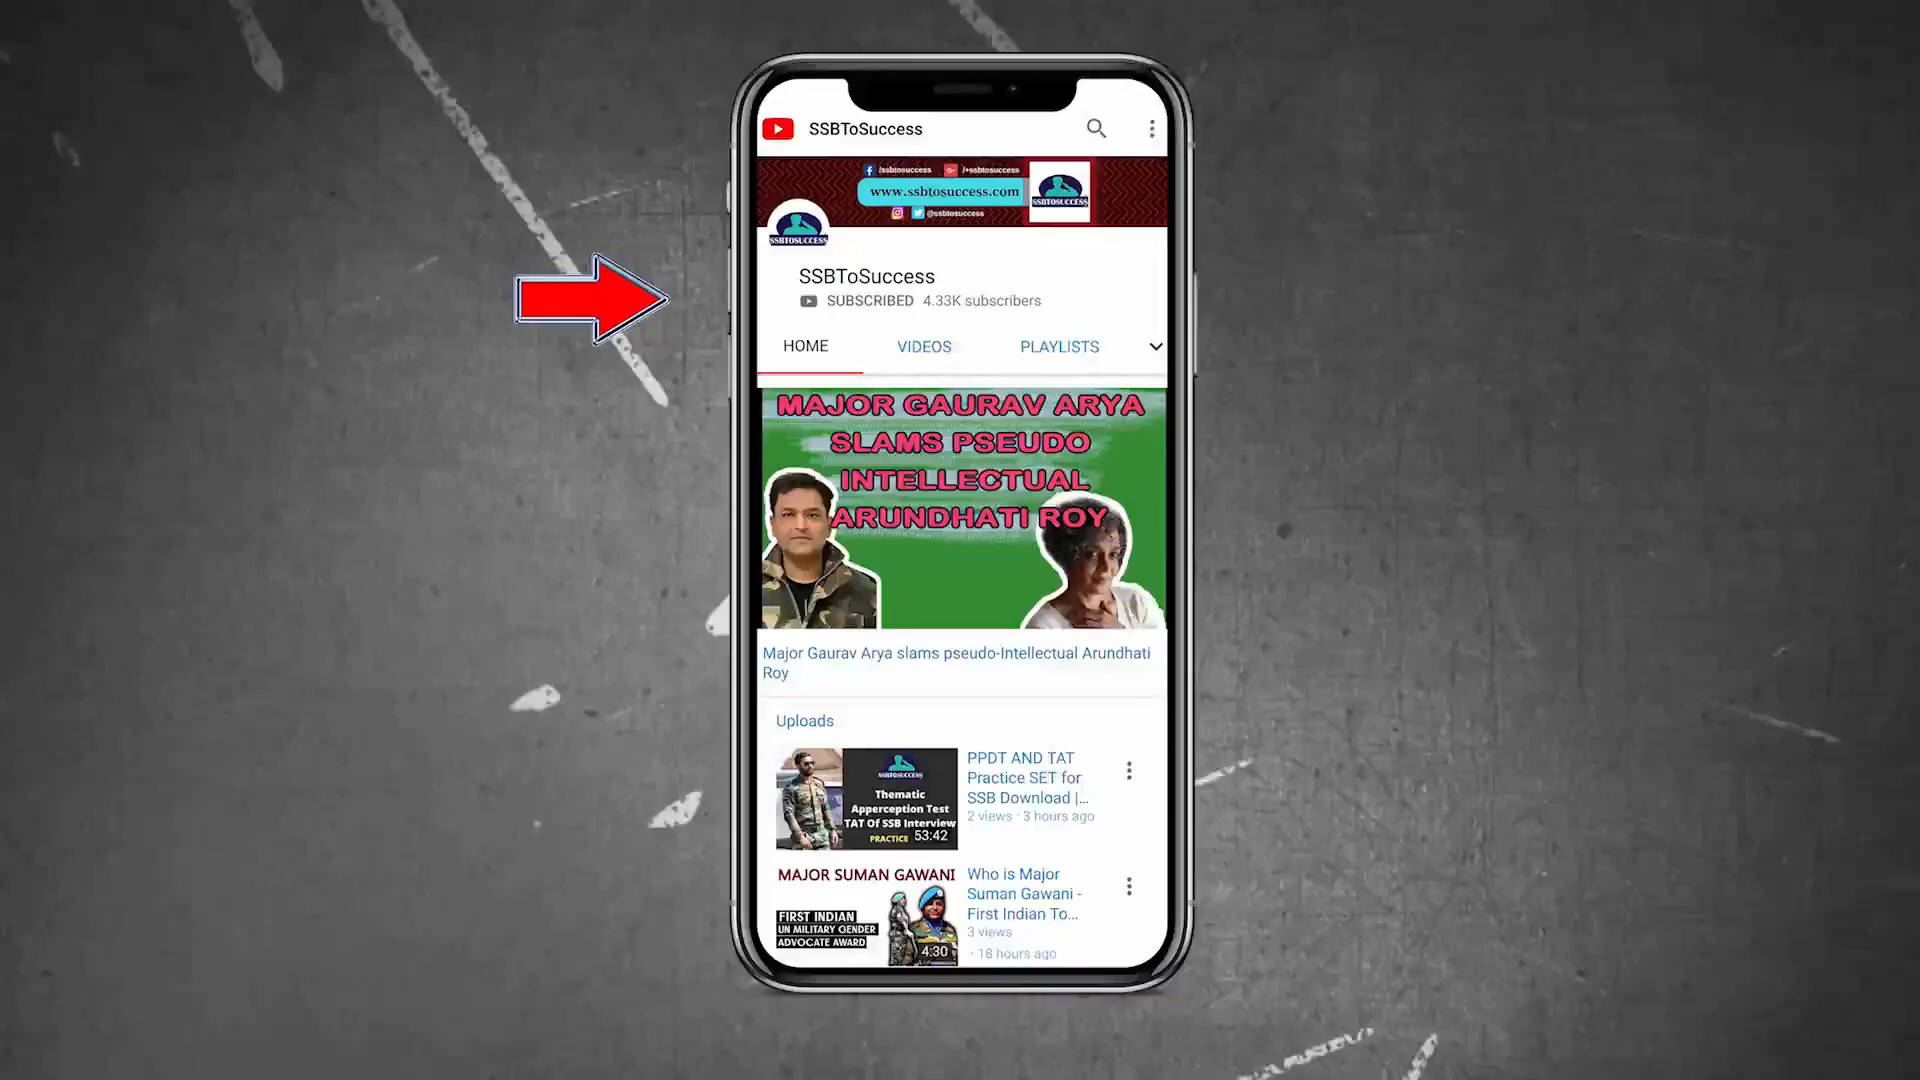 SSBToSuccess
/ssbtosuccess
/+ssbtosuccess
www.ssbtosuccess.com
SSBTOSUCCESS
@ssbtosuccess
SSBTOSUCCESS
SSBToSuccess
SUBSCRIBED 4.33K subscribers
HOME
VIDEOS
PLAYLISTS
MAJOR GAURAV ARYA
SLAMS PSEUDO
INTELLECTUAL
ARUNDHATI ROY
Major Gaurav Arya slams pseudo-Intellectual Arundhati
Roy
Uploads
SSBTOSUCCESS
Thematic
Apperception Test
TAT Of SSB Interview
PRACTICE 53:42
PPDT AND TAT
Practice SET for
SSB Download |...
2 views · 3 hours ago
MAJOR SUMAN GAWANI
FIRST INDIAN
UN MILITARY GENDER
ADVOCATE AWARD
4:30
Who is Major
Suman Gawani -
First Indian To...
3 views
· 18 hours ago